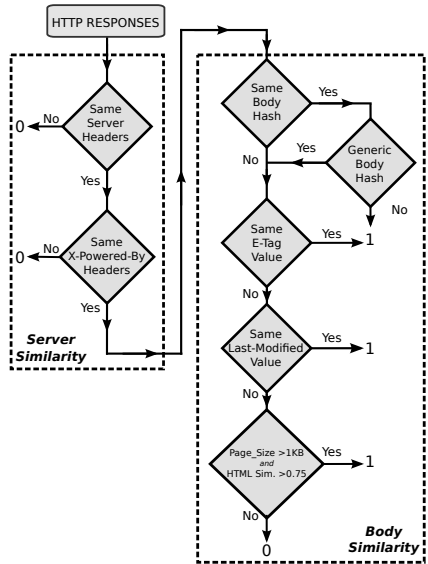 HTTP RESPONSES
Same
Server
Headers
No
0
Yes
Same
X-Powered-By
Headers
No
0
Yes
Server
Similarity
Same
Body
Hash
Yes
Generic
Body
Hash
Yes
No
No
1
Same
E-Tag
Value
Yes
1
No
Same
Last-Modified
Value
Yes
1
No
Page_Size >1KB
and
HTML Sim. >0.75
Yes
1
No
0
Body
Similarity